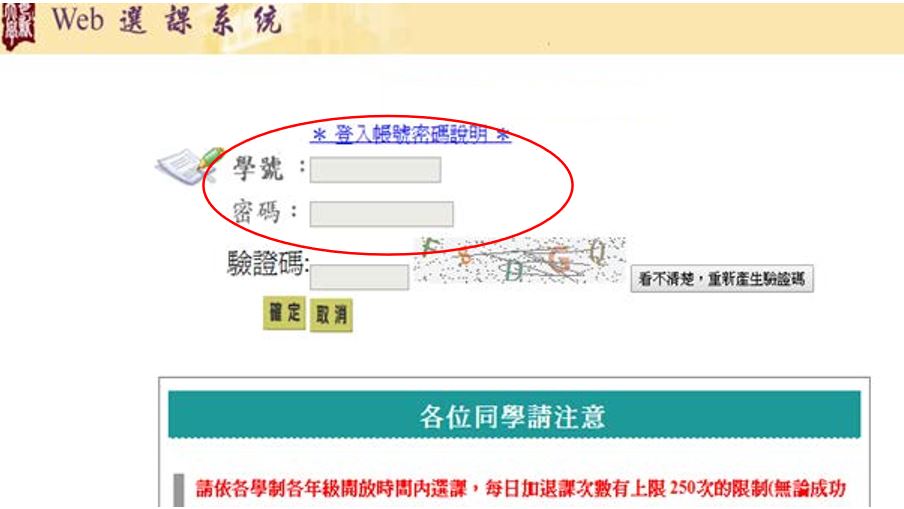 Web 選課系統
* 登入帳號密碼說明 *
學號：
密碼：
驗證碼:
F 8 D G Q
看不清楚，重新產生驗證碼
確定 取消
各位同學請注意
請依各學制各年級開放時間內選課，每日加退課次數有上限 250次的限制(無論成功